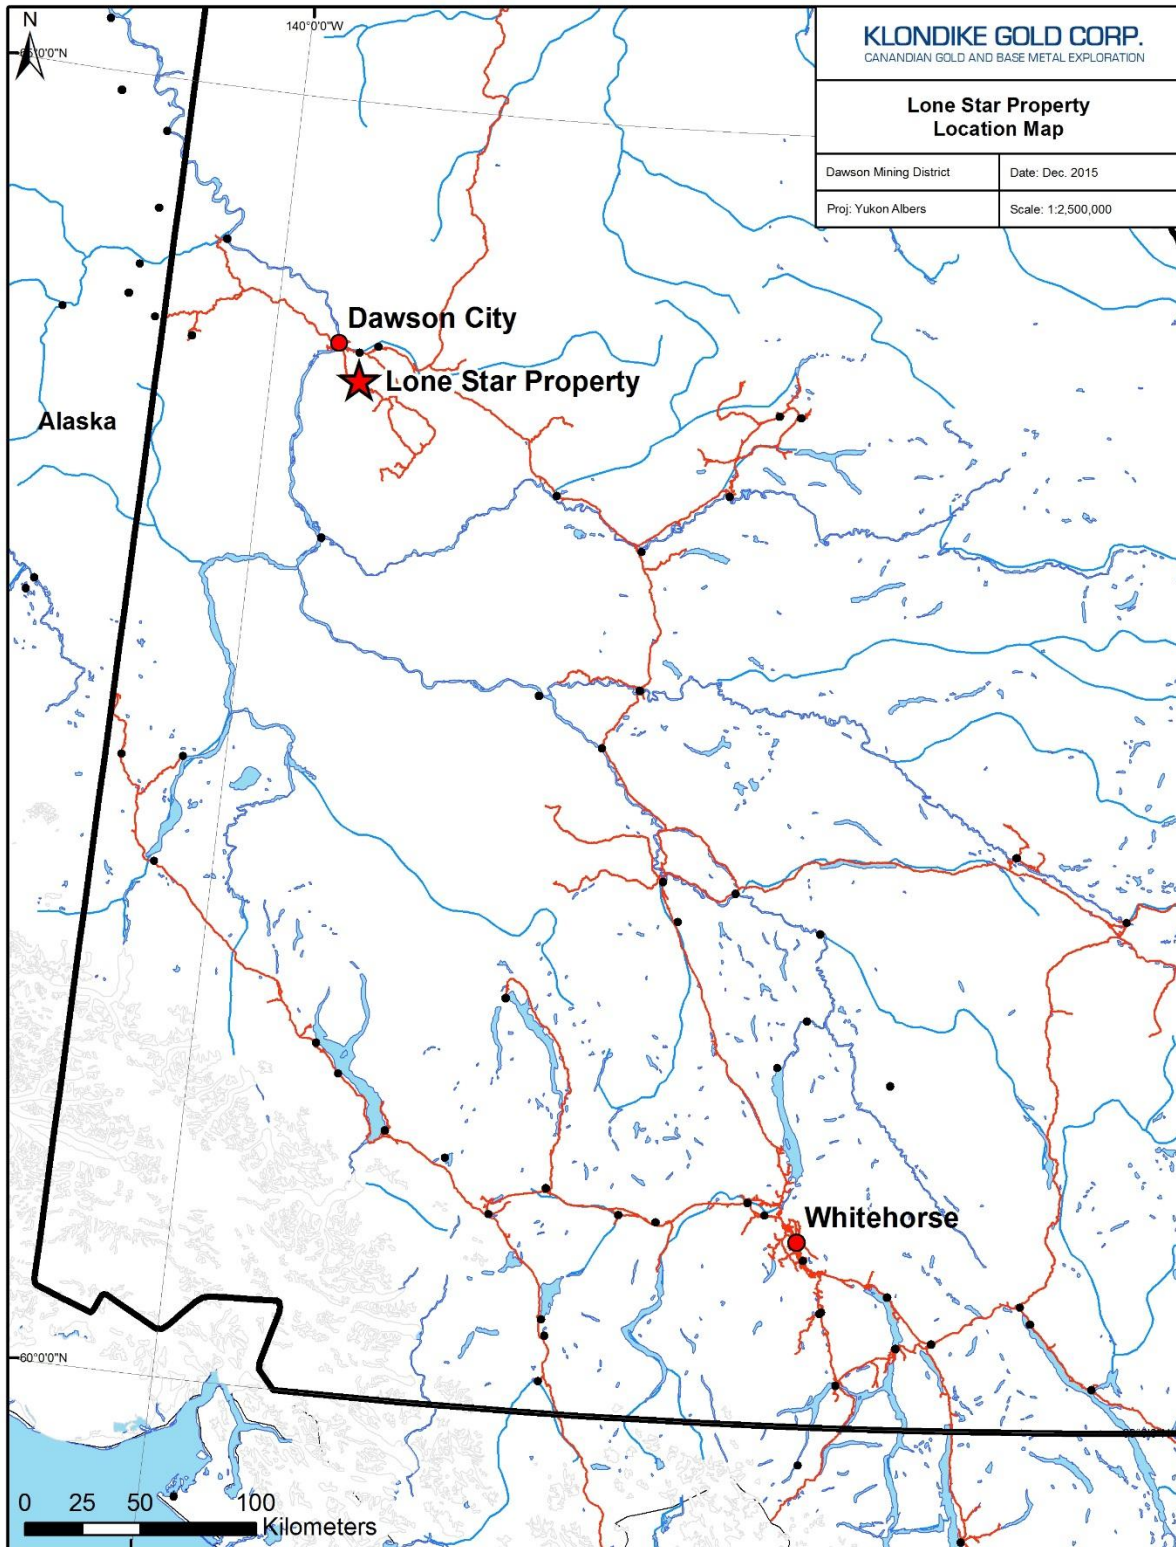 N
140°0'0"W
65°0'0"N
KLONDIKE GOLD CORP.
CANANDIAN GOLD AND BASE METAL EXPLORATION
Lone Star Property
Location Map
Dawson Mining District
Date: Dec. 2015
Proj: Yukon Albers
Scale: 1:2,500,000
Dawson City
Lone Star Property
Alaska
Whitehorse
60°0'0"N
0 25 50 100
Kilometers